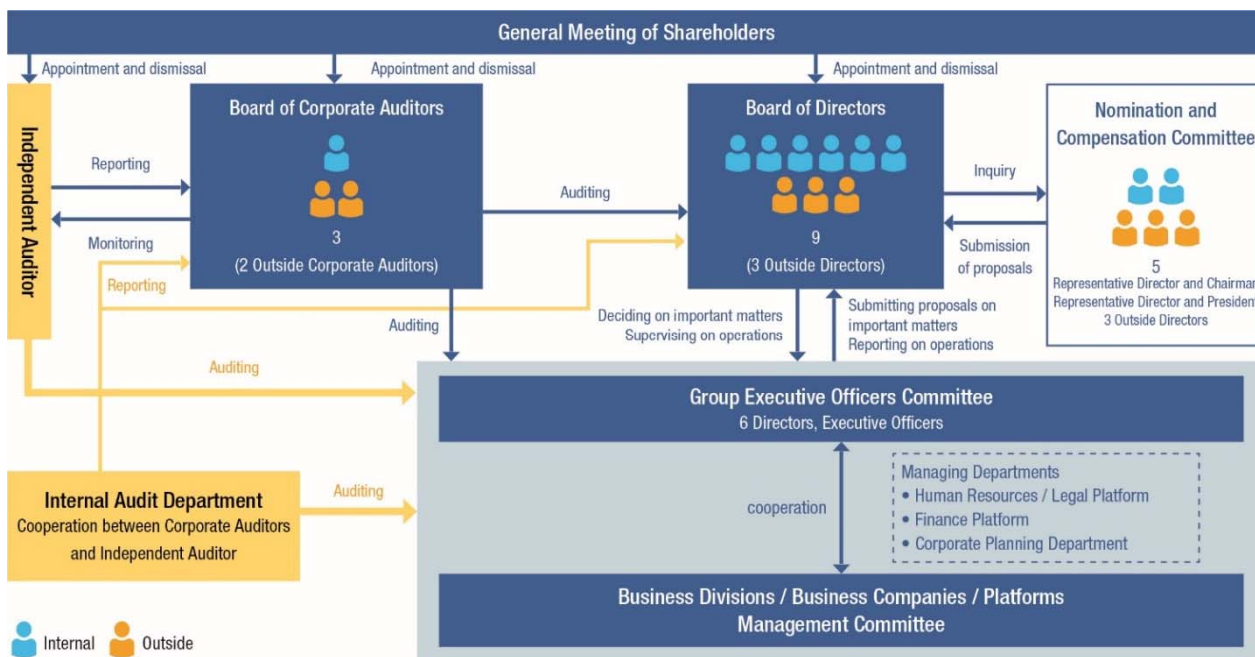 General Meeting of Shareholders
Appointment and dismissal
Appointment and dismissal
Appointment and dismissal
Independent Auditor
Board of Corporate Auditors
3
(2 Outside Corporate Auditors)
Board of Directors
9
(3 Outside Directors)
Nomination and
Compensation Committee
5
Representative Director and Chairman
Representative Director and President
3 Outside Directors
Reporting
Monitoring
Reporting
Auditing
Inquiry
Submission
of proposals
Auditing
Deciding on important matters
Supervising on operations
Submitting proposals on
important matters
Reporting on operations
Auditing
Group Executive Officers Committee
6 Directors, Executive Officers
Internal Audit Department
Cooperation between Corporate Auditors
and Independent Auditor
Auditing
cooperation
Managing Departments
• Human Resources / Legal Platform
• Finance Platform
• Corporate Planning Department
Business Divisions / Business Companies / Platforms
Management Committee
Internal
Outside